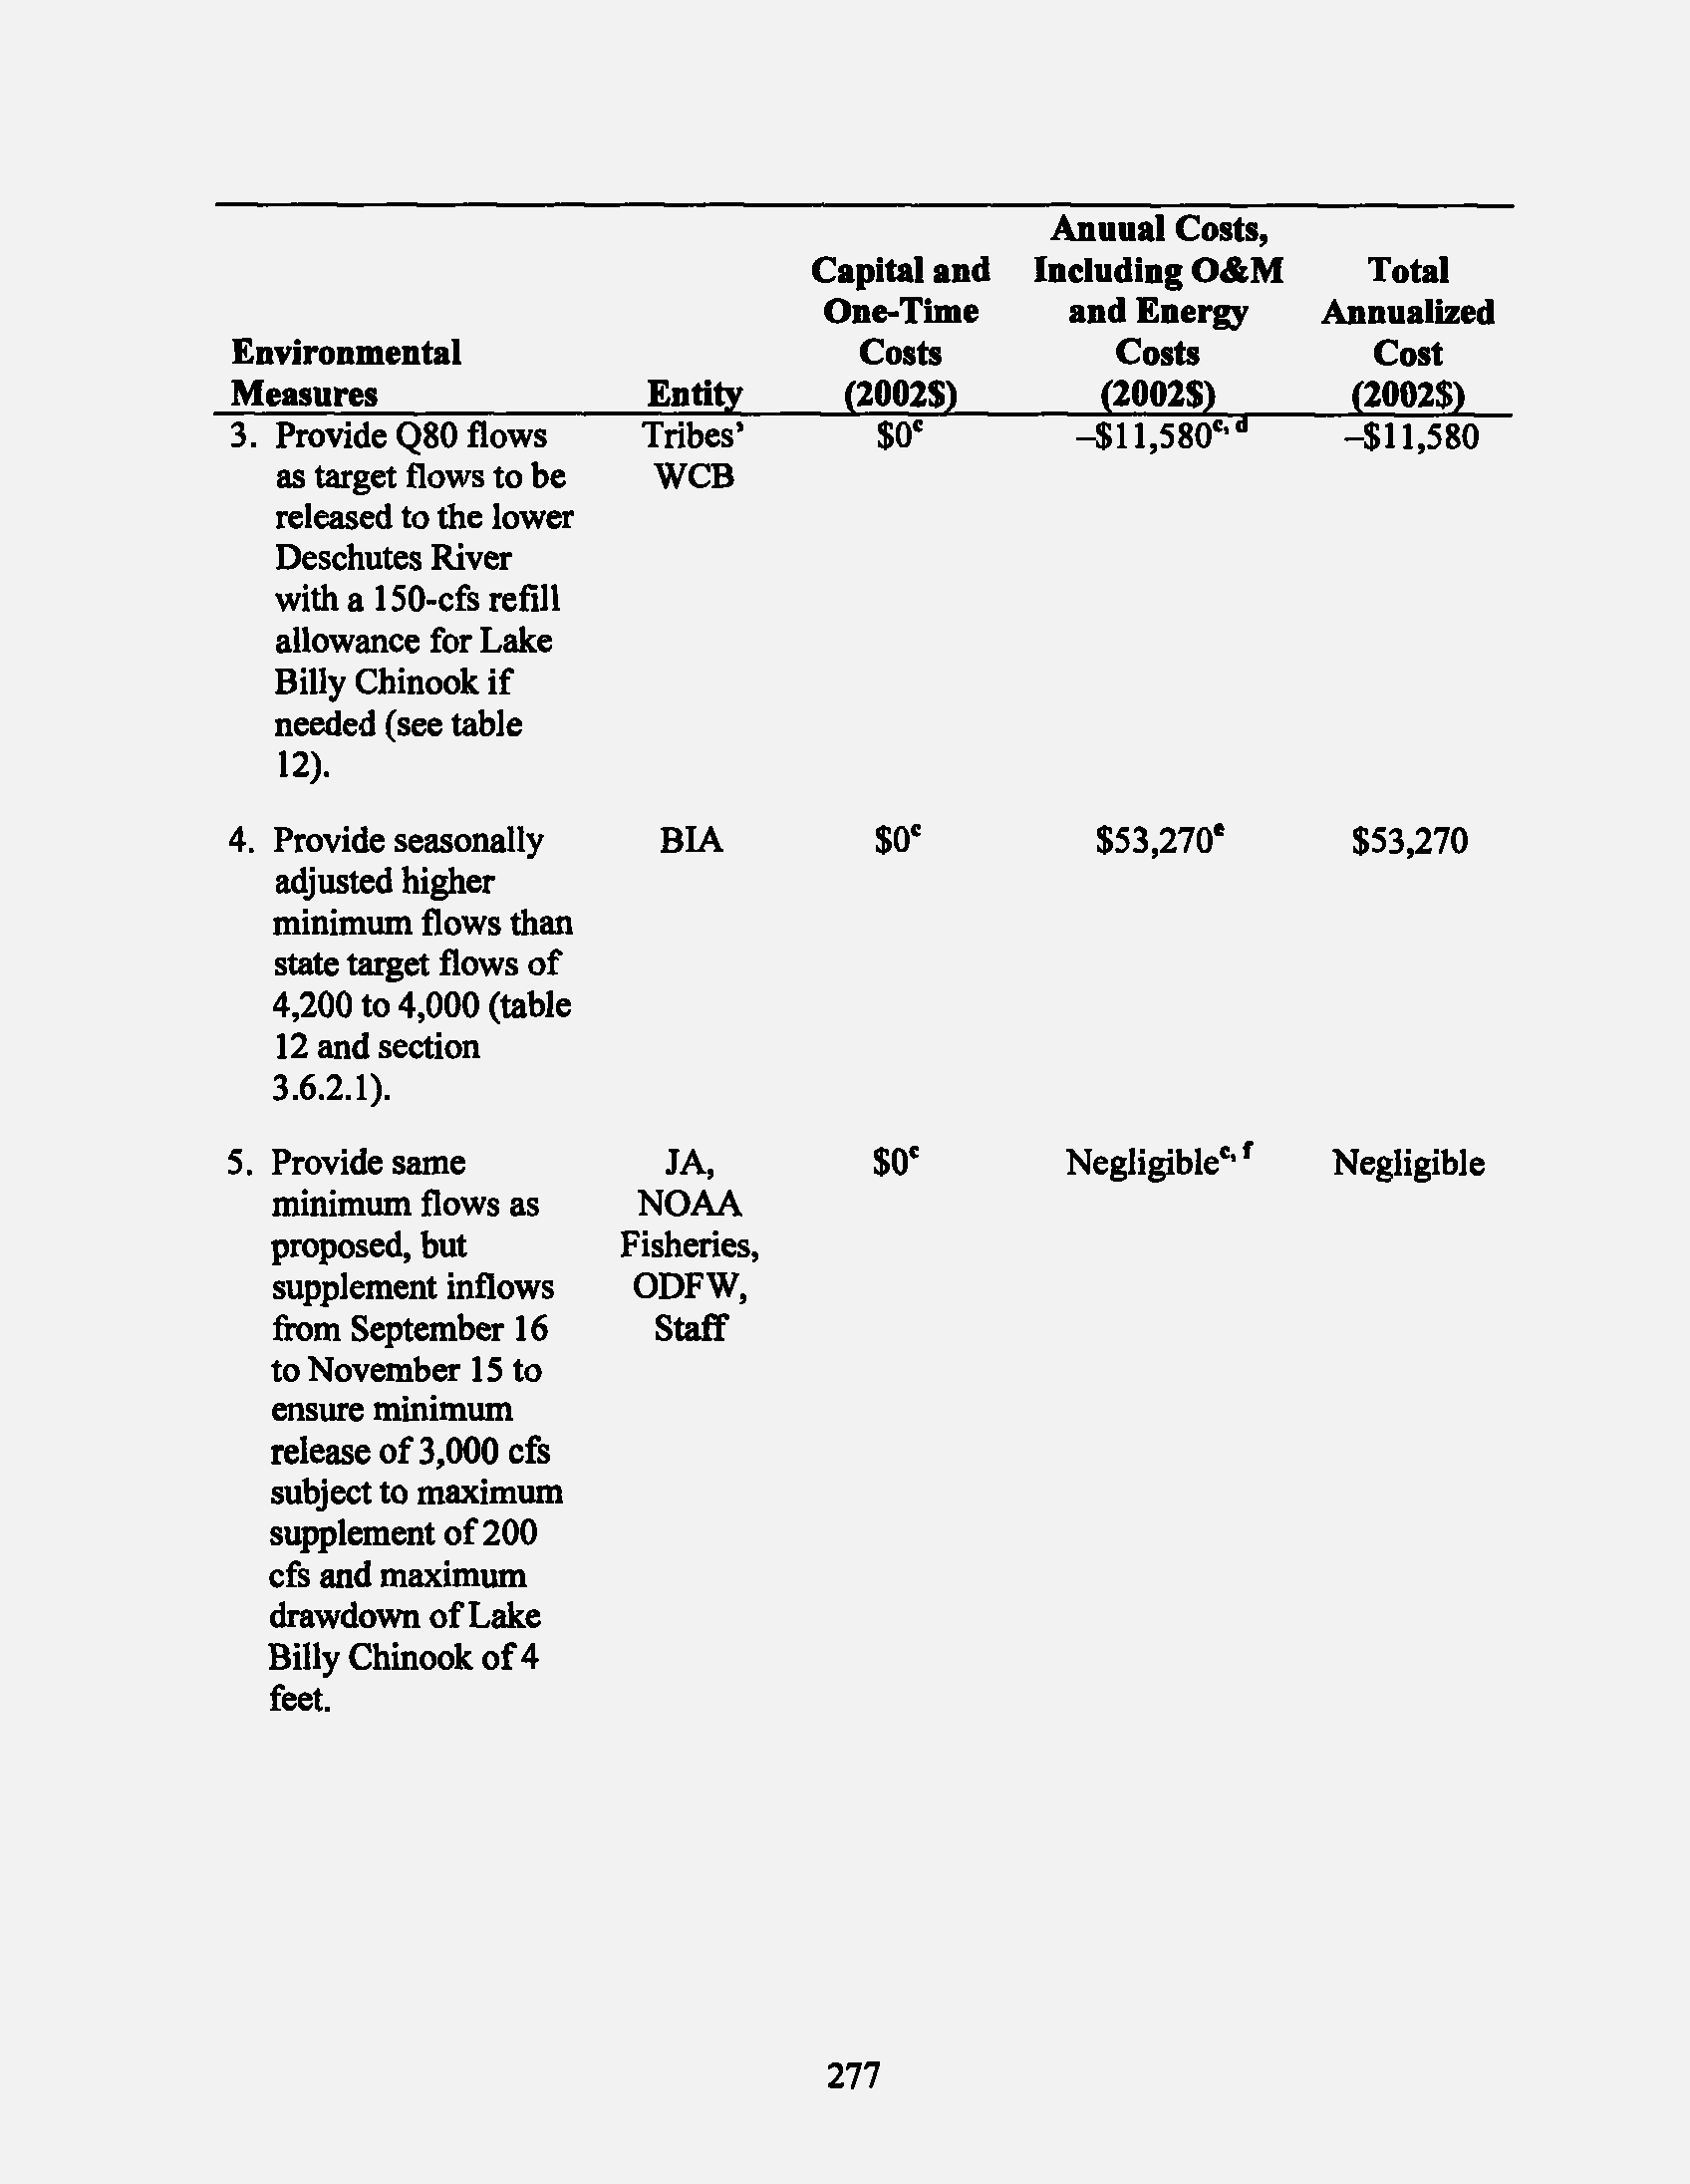 Anuual Costs,
Capital and Including O&M Total
One-Time and Energy Annualized
Environmental Costs Costs Cost
Measures Entity (2002$) (2002$) (2002$)
3. Provide Q80 flows Tribes’ $0ᶜ –$11,580ᶜ, ᵈ –$11,580
as target flows to be WCB
released to the lower
Deschutes River
with a 150-cfs refill
allowance for Lake
Billy Chinook if
needed (see table
12).
4. Provide seasonally BIA $0ᶜ $53,270ᵉ $53,270
adjusted higher
minimum flows than
state target flows of
4,200 to 4,000 (table
12 and section
3.6.2.1).
5. Provide same JA, $0ᶜ Negligibleᶜ, ᶠ Negligible
minimum flows as NOAA
proposed, but Fisheries,
supplement inflows ODFW,
from September 16 Staff
to November 15 to
ensure minimum
release of 3,000 cfs
subject to maximum
supplement of 200
cfs and maximum
drawdown of Lake
Billy Chinook of 4
feet.
277